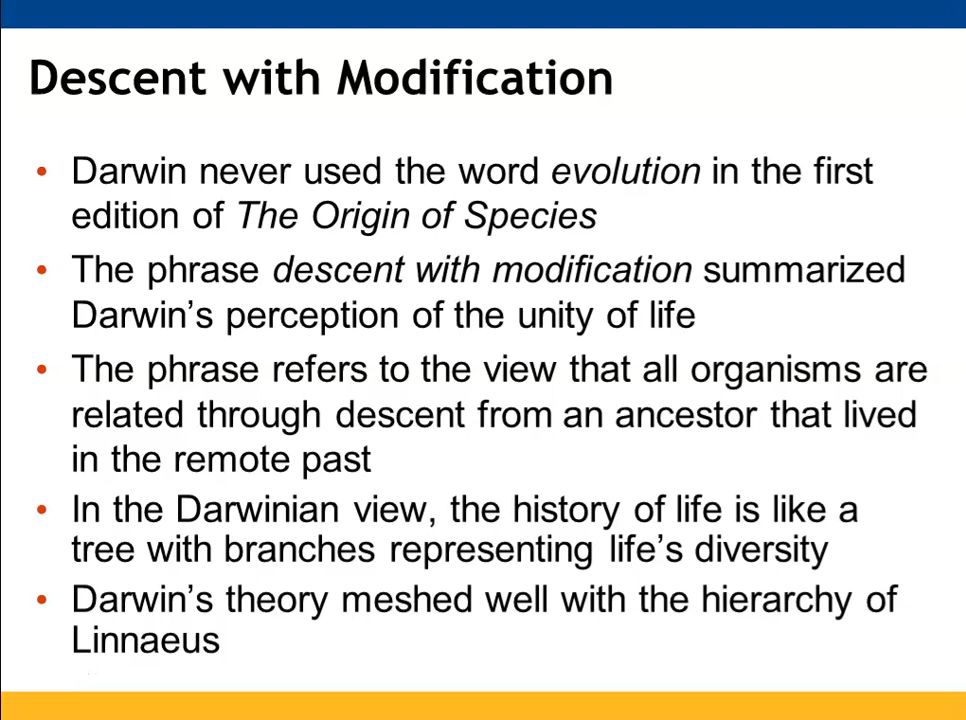 Descent with Modification
• Darwin never used the word evolution in the first
edition of The Origin of Species
• The phrase descent with modification summarized
Darwin’s perception of the unity of life
• The phrase refers to the view that all organisms are
related through descent from an ancestor that lived
in the remote past
• In the Darwinian view, the history of life is like a
tree with branches representing life’s diversity
• Darwin’s theory meshed well with the hierarchy of
Linnaeus